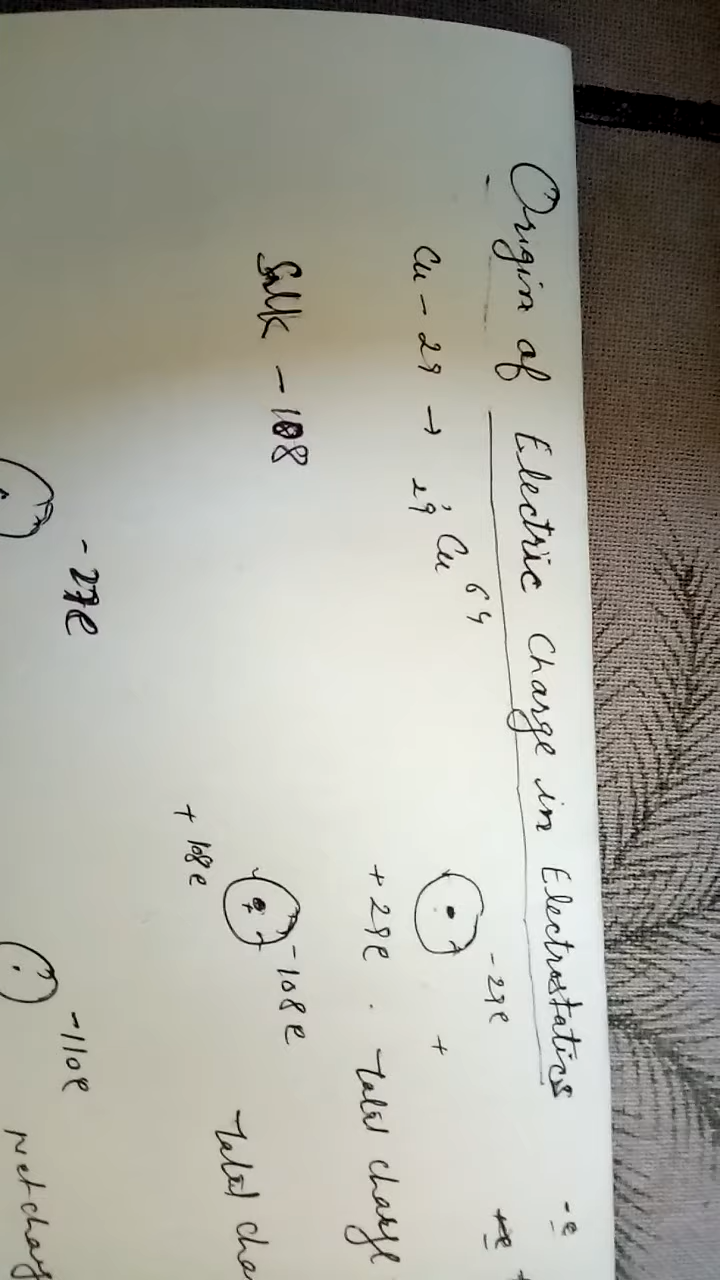 Origin of Electric Charge in Electrostatics
-e
+e
Cu - 29 → 29 Cu 64
-29e
+
+29e . Total charge
Silk - 108
-108e
+108e
Total cha
-27e
-110e
Net charg